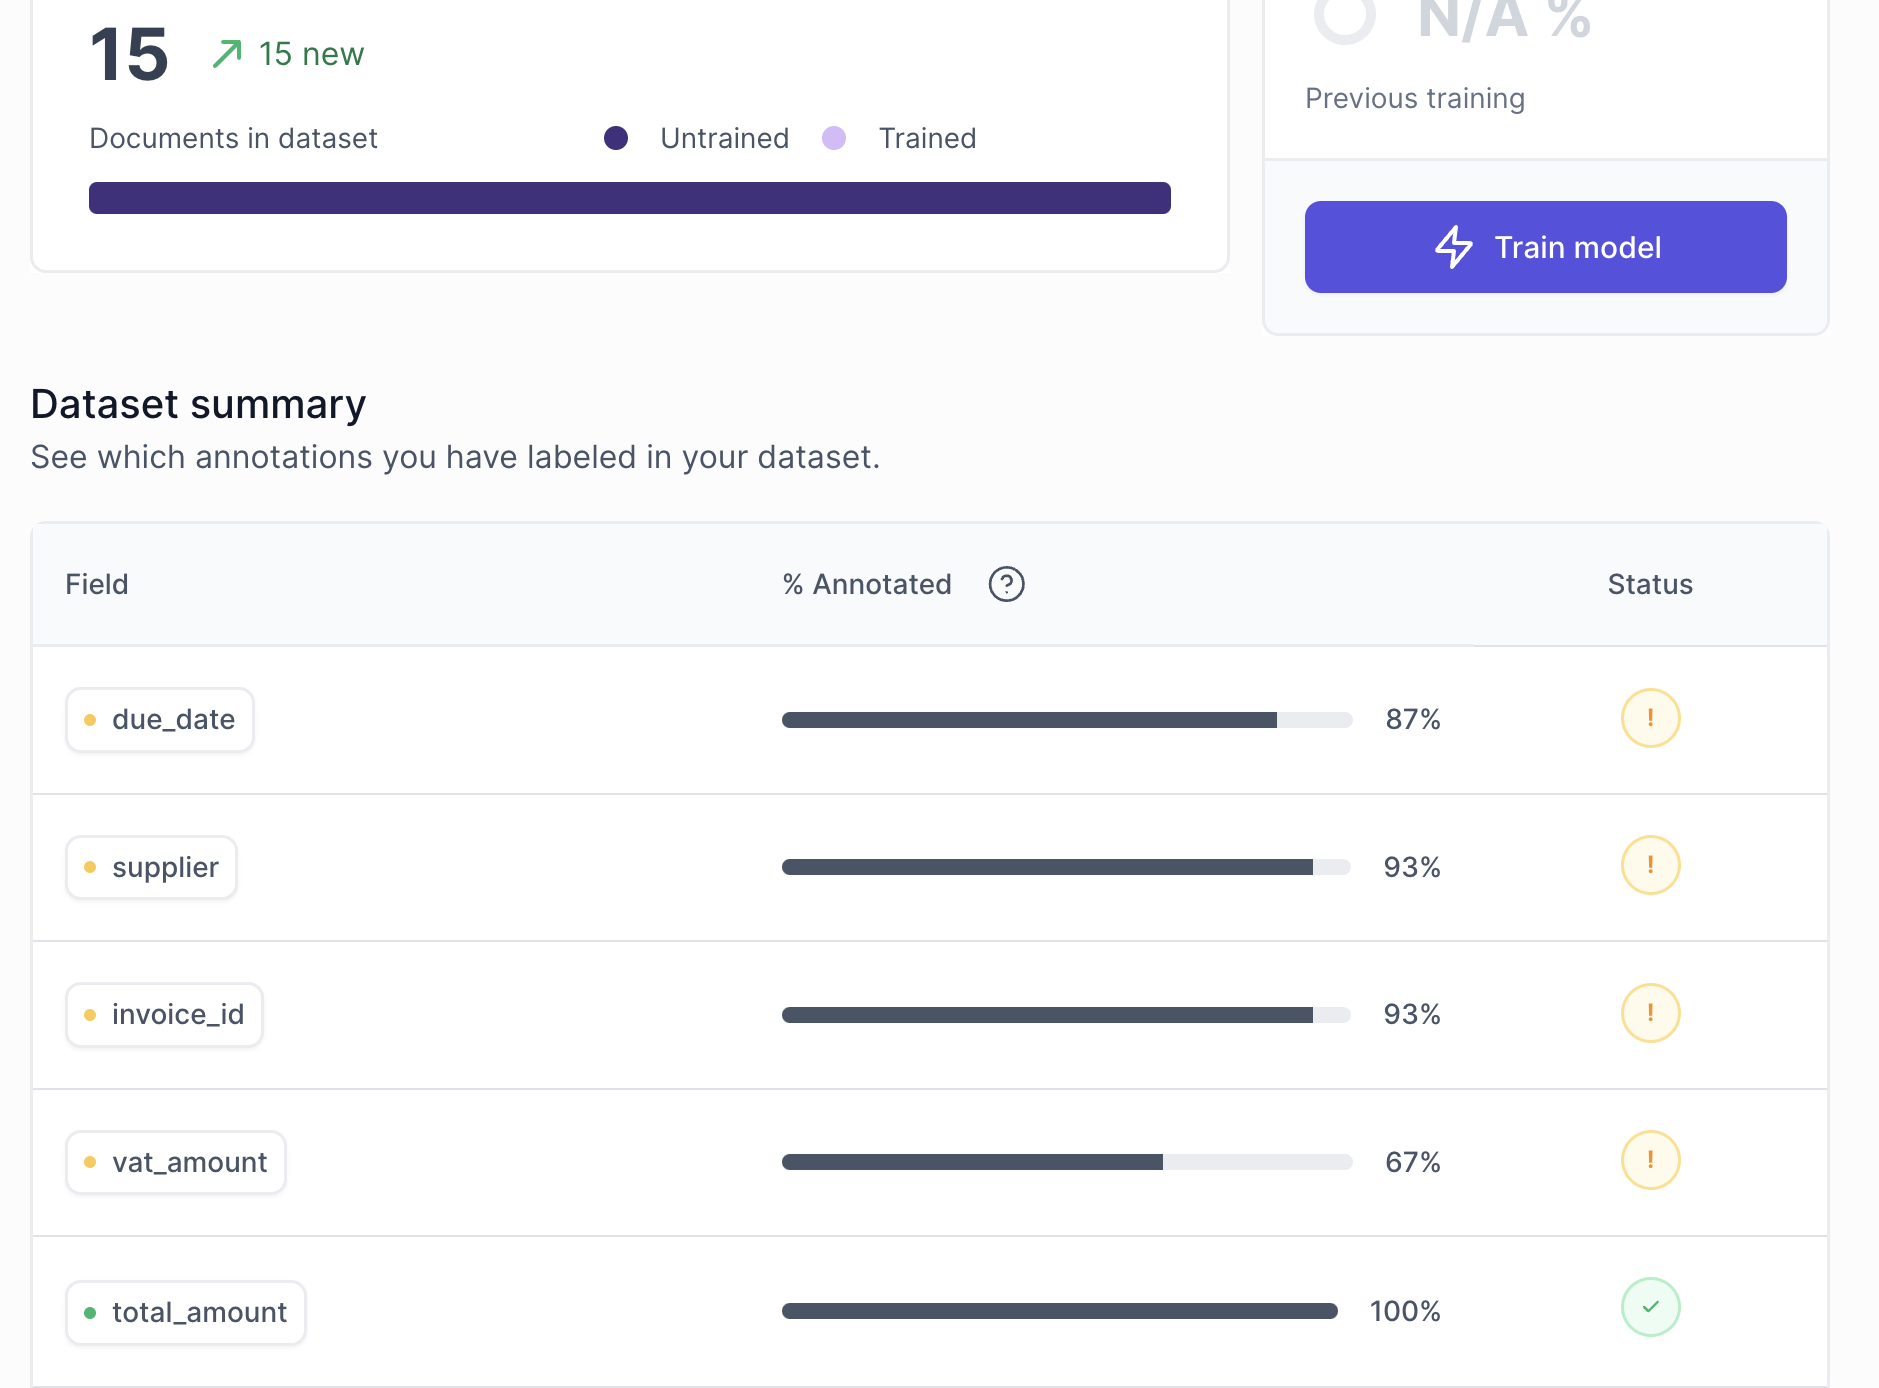 15 15 new
Documents in dataset Untrained Trained
N/A %
Previous training
Train model
Dataset summary
See which annotations you have labeled in your dataset.
Field % Annotated ? Status
due_date 87% !
supplier 93% !
invoice_id 93% !
vat_amount 67% !
total_amount 100%